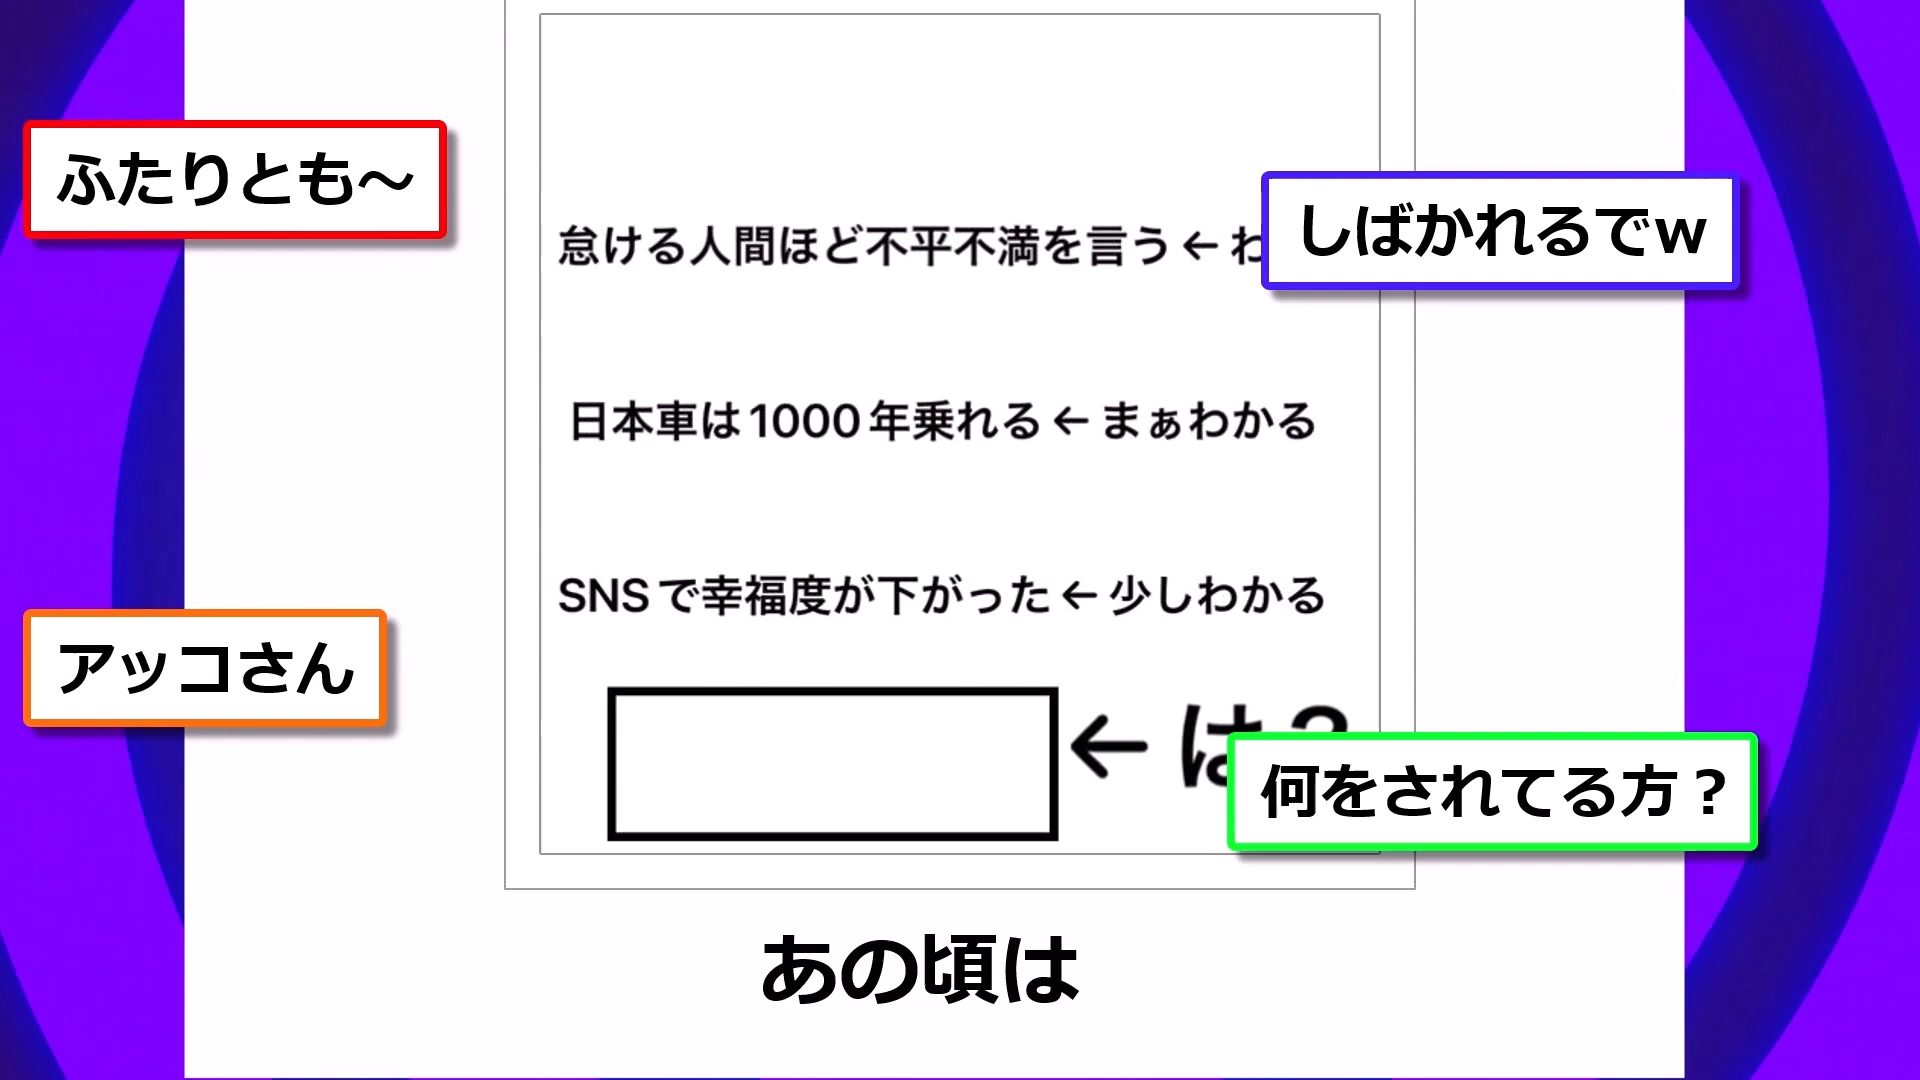 ふたりとも～
怠ける人間ほど不平不満を言う←わ
しばかれるでw
日本車は1000年乗れる←まぁわかる
SNSで幸福度が下がった←少しわかる
アッコさん
←は?
何をされてる方？
あの頃は